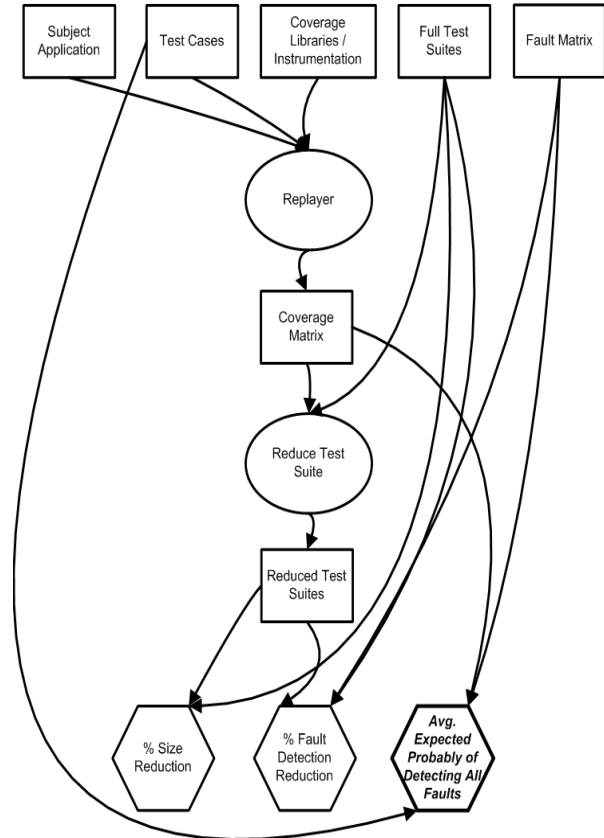 Subject
Application
Test Cases
Coverage
Libraries /
Instrumentation
Full Test
Suites
Fault Matrix
Replayer
Coverage
Matrix
Reduce Test
Suite
Reduced Test
Suites
% Size
Reduction
% Fault
Detection
Reduction
Avg.
Expected
Probably of
Detecting All
Faults